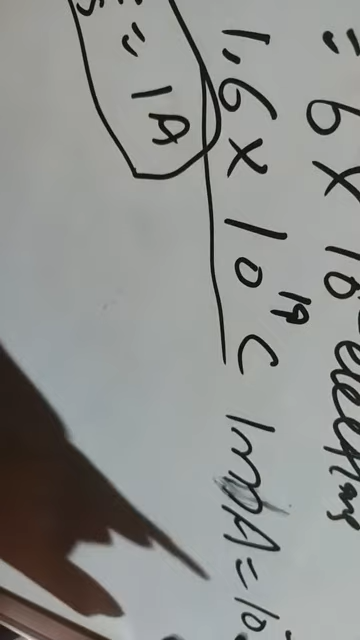 = 6 × 10 electrons
1.6 × 10¹⁹ C 1mA = 10⁻
= 1A